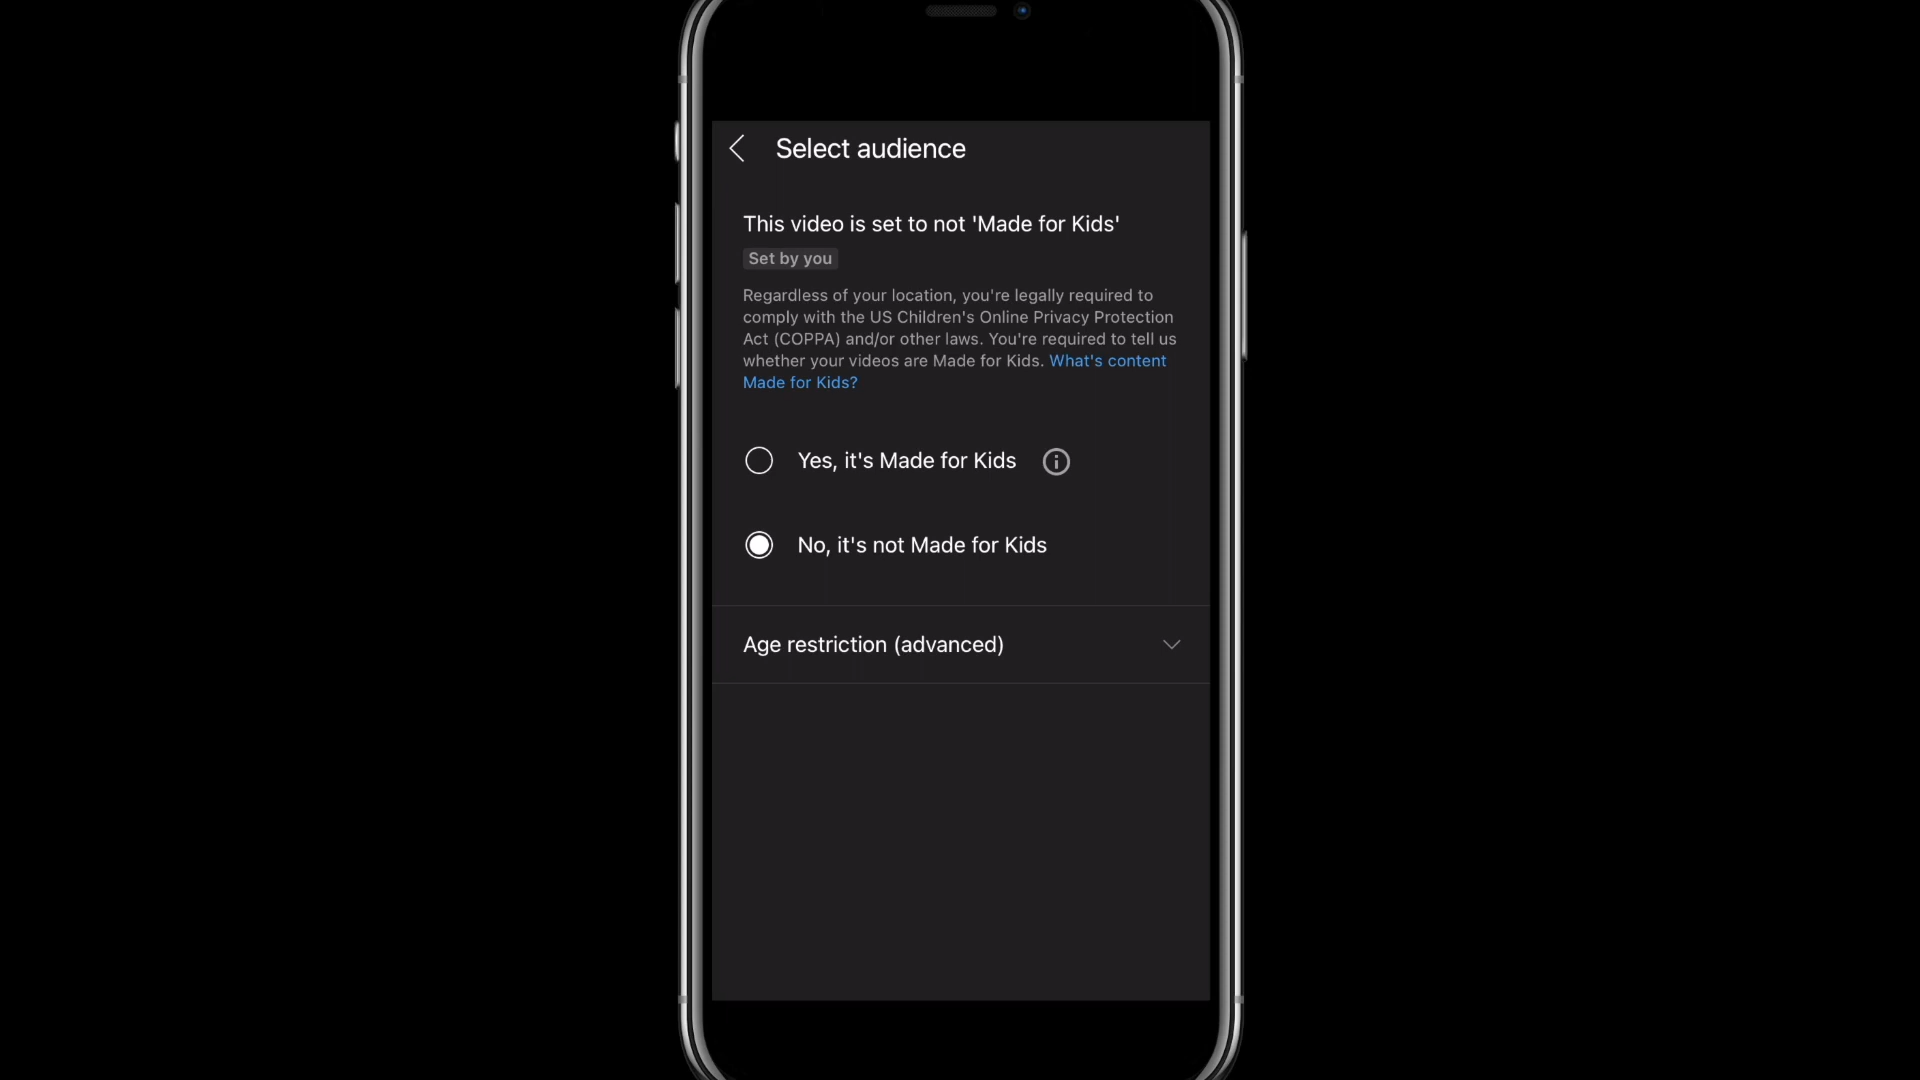 Select audience
This video is set to not 'Made for Kids'
Set by you
Regardless of your location, you're legally required to
comply with the US Children's Online Privacy Protection
Act (COPPA) and/or other laws. You're required to tell us
whether your videos are Made for Kids. What's content
Made for Kids?
Yes, it's Made for Kids
No, it's not Made for Kids
Age restriction (advanced)